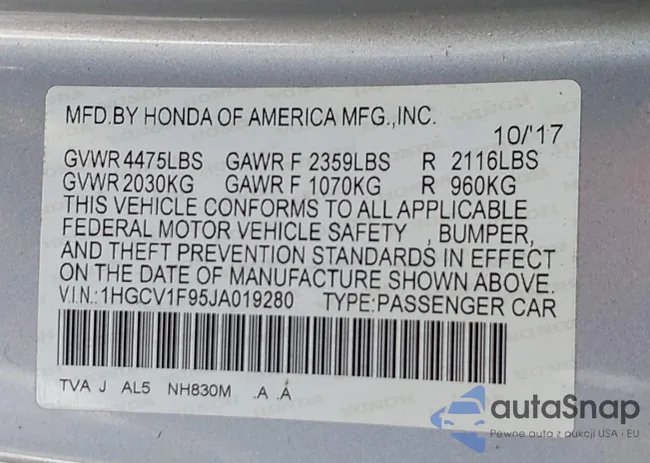 MFD.BY HONDA OF AMERICA MFG.,INC.
10/'17
GVWR 4475LBS GAWR F 2359LBS R 2116LBS
GVWR 2030KG GAWR F 1070KG R 960KG
THIS VEHICLE CONFORMS TO ALL APPLICABLE
FEDERAL MOTOR VEHICLE SAFETY , BUMPER,
AND THEFT PREVENTION STANDARDS IN EFFECT
ON THE DATE OF MANUFACTURE SHOWN ABOVE.
V.I.N.:1HGCV1F95JA019280 TYPE:PASSENGER CAR
TVA J AL5 NH830M .A .A
autaSnap
Pewne auta z aukcji USA i EU